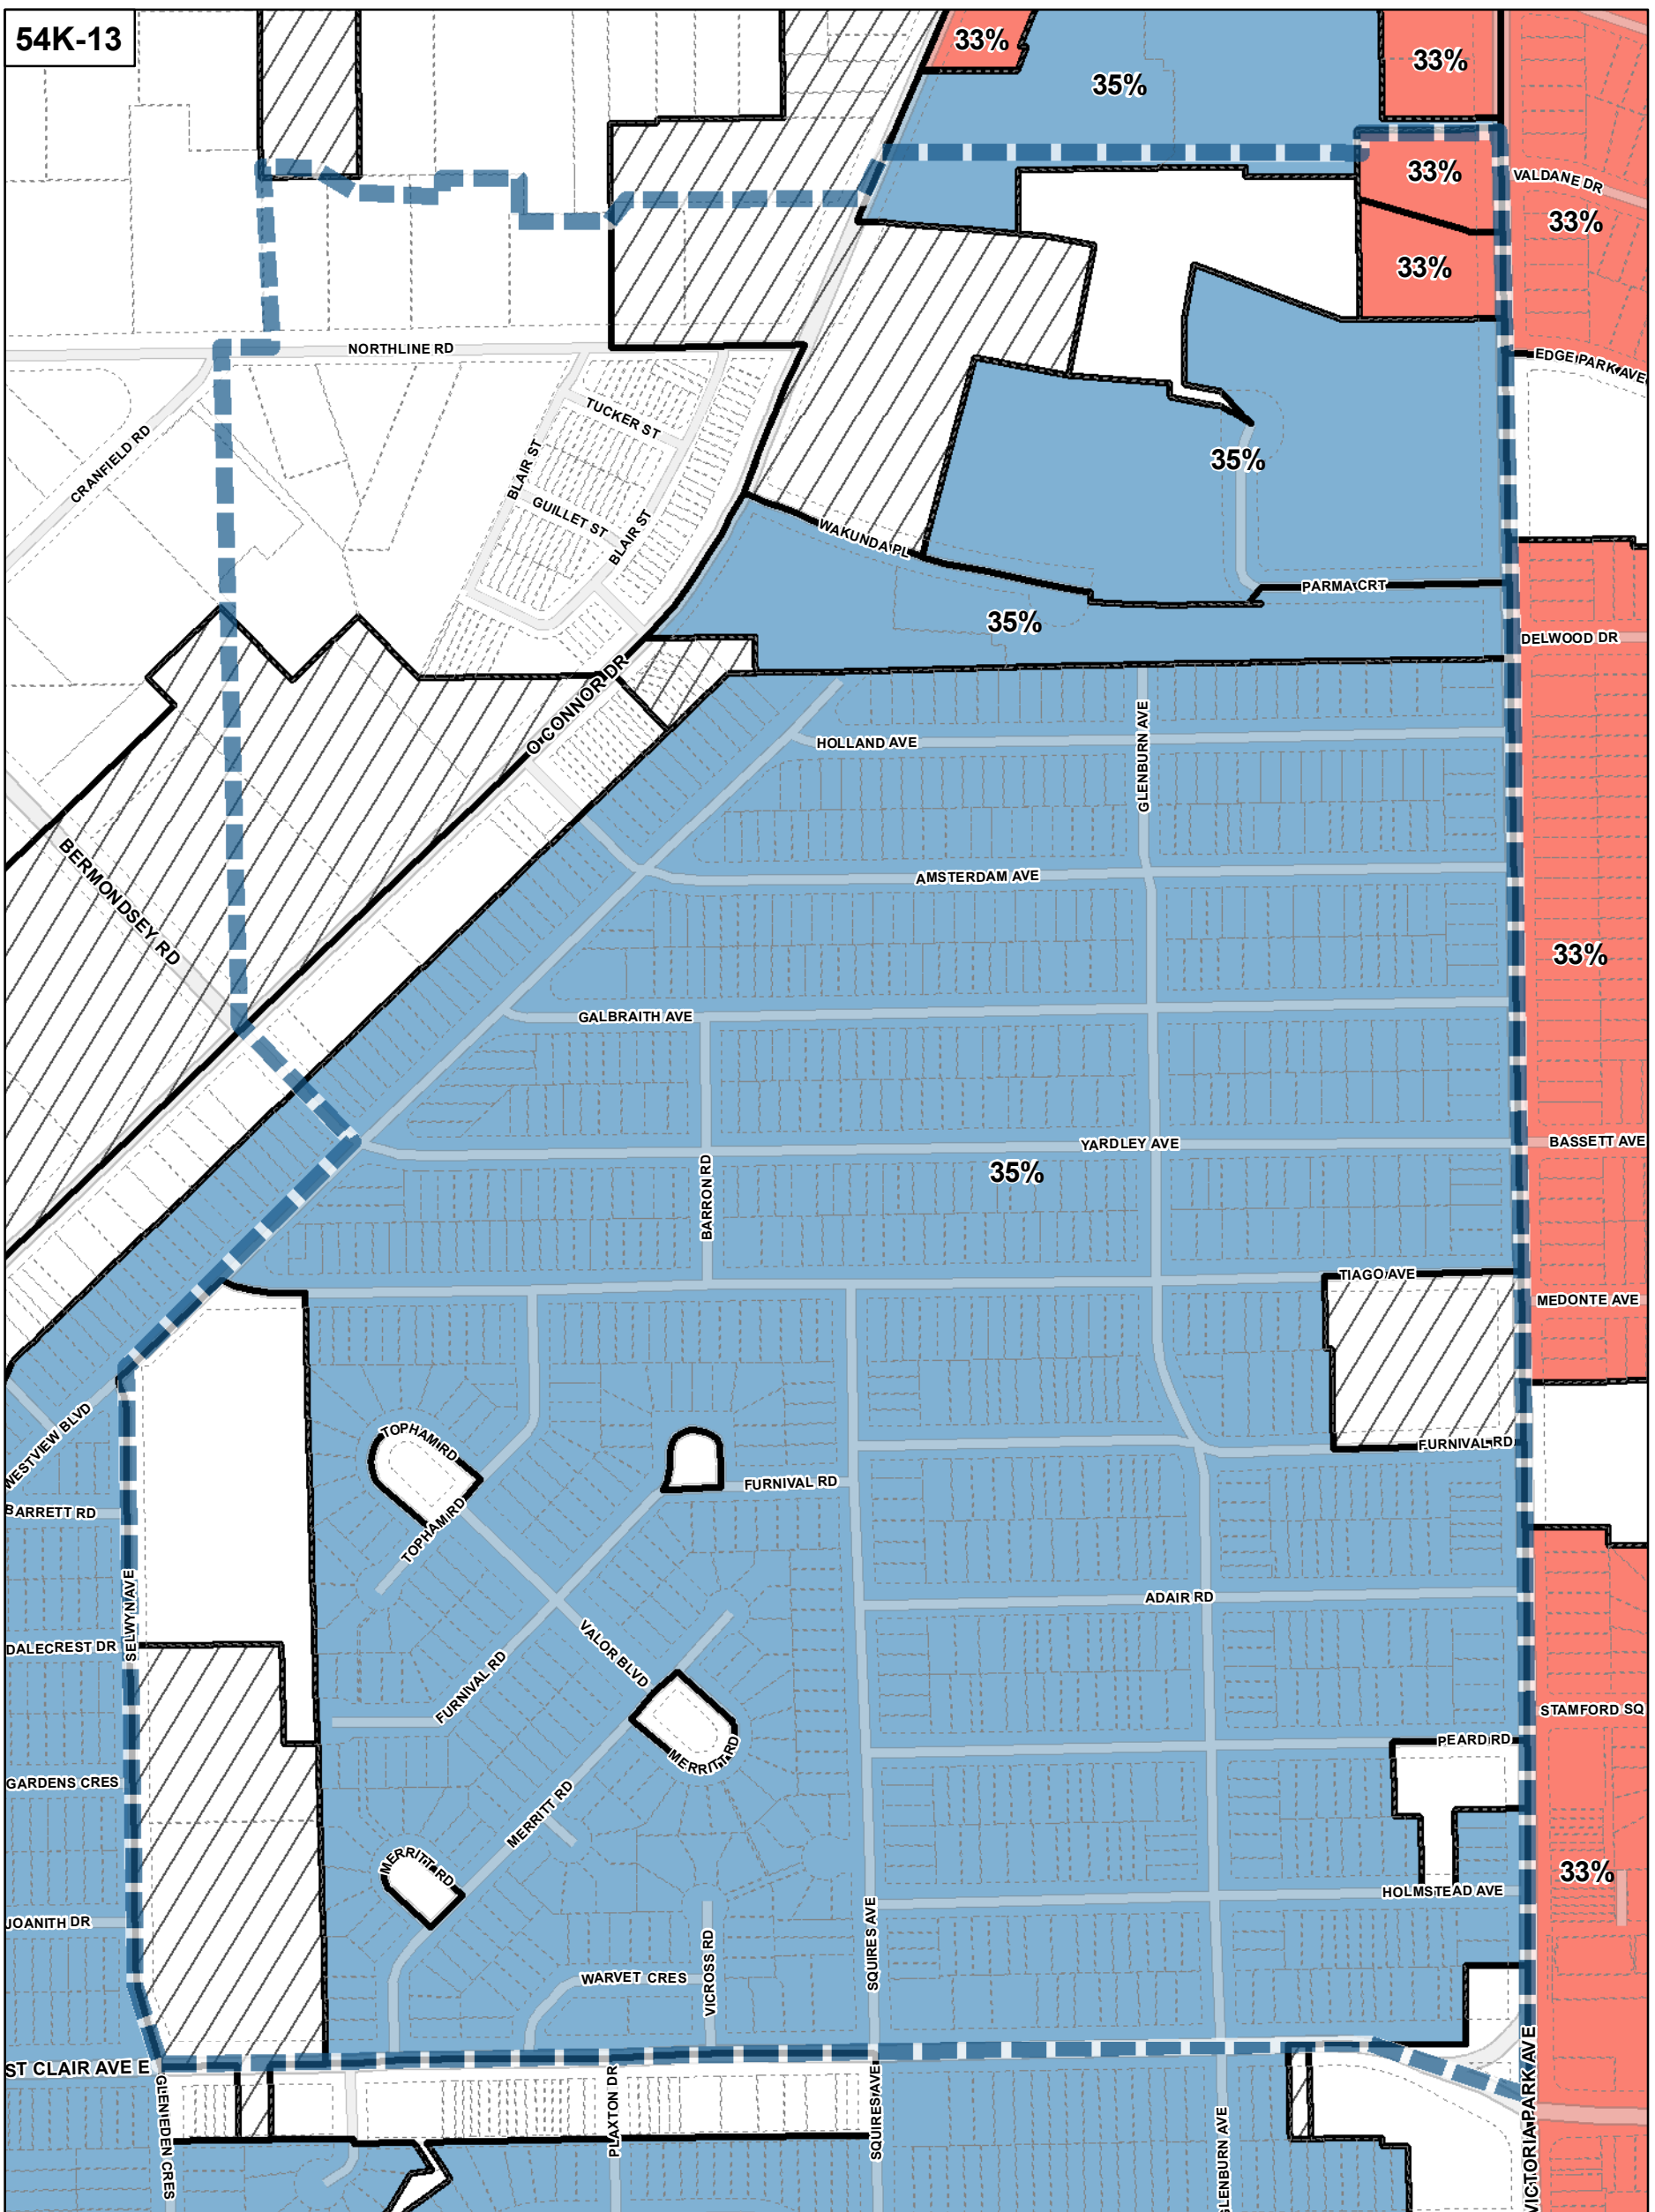 54K-13
33%
33%
35%
33%
VALDANE DR
33%
33%
NORTHLINE RD
EDGE PARK AVE
TUCKER ST
CRANFIELD RD
BLAIR ST
35%
GUILLET ST
BLAIR ST
WAKUNDA PL
PARMA CRT
35%
DELWOOD DR
O CONNOR DR
HOLLAND AVE
GLENBURN AVE
BERMONDSEY RD
AMSTERDAM AVE
33%
GALBRAITH AVE
YARDLEY AVE
BASSETT AVE
35%
BARRON RD
TIAGO AVE
MEDONTE AVE
WESTVIEW BLVD
TOPHAM RD
FURNIVAL RD
FURNIVAL RD
BARRETT RD
TOPHAM RD
ADAIR RD
SELWYN AVE
DALECREST DR
VALOR BLVD
FURNIVAL RD
STAMFORD SQ
PEARD RD
MERRITT RD
GARDENS CRES
MERRITT RD
33%
MERRITT RD
HOLMSTEAD AVE
JOANITH DR
SQUIRES AVE
VICROSS RD
WARVET CRES
ST CLAIR AVE E
GLENIEDEN CRES
PLAXTON DR
SQUIRES AVE
GLENBURN AVE
VICTORIA PARK AVE